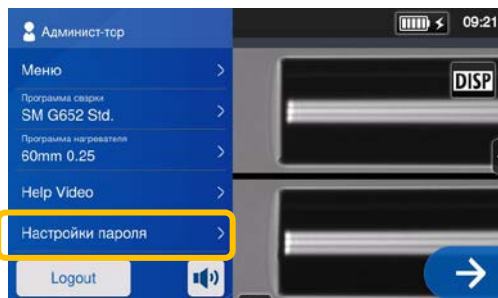 Админист-тор
09:21
Меню
DISP
Программа сварки
SM G652 Std.
Программа нагревателя
60mm 0.25
Help Video
Настройки пароля
Logout